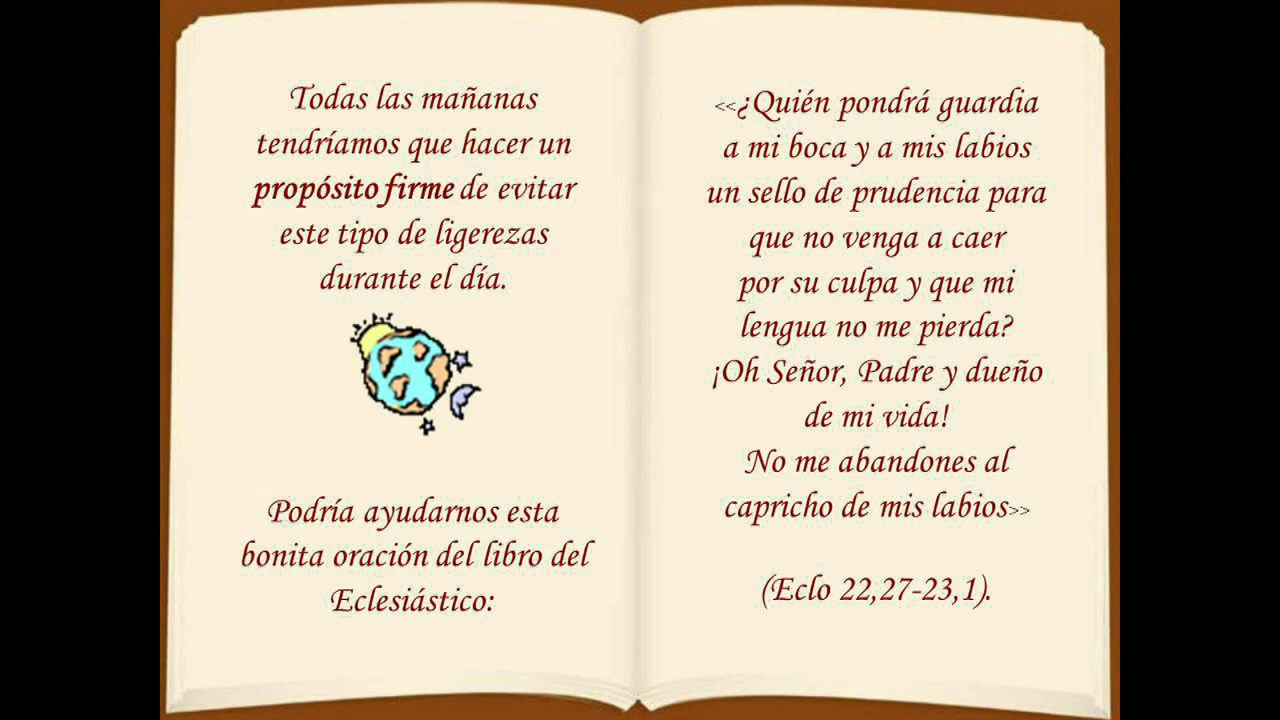 Todas las mañanas
tendríamos que hacer un
propósito firme de evitar
este tipo de ligerezas
durante el día.
Podría ayudarnos esta
bonita oración del libro del
Eclesiástico:
<<¿Quién pondrá guardia
a mi boca y a mis labios
un sello de prudencia para
que no venga a caer
por su culpa y que mi
lengua no me pierda?
¡Oh Señor, Padre y dueño
de mi vida!
No me abandones al
capricho de mis labios>>
(Eclo 22,27-23,1).